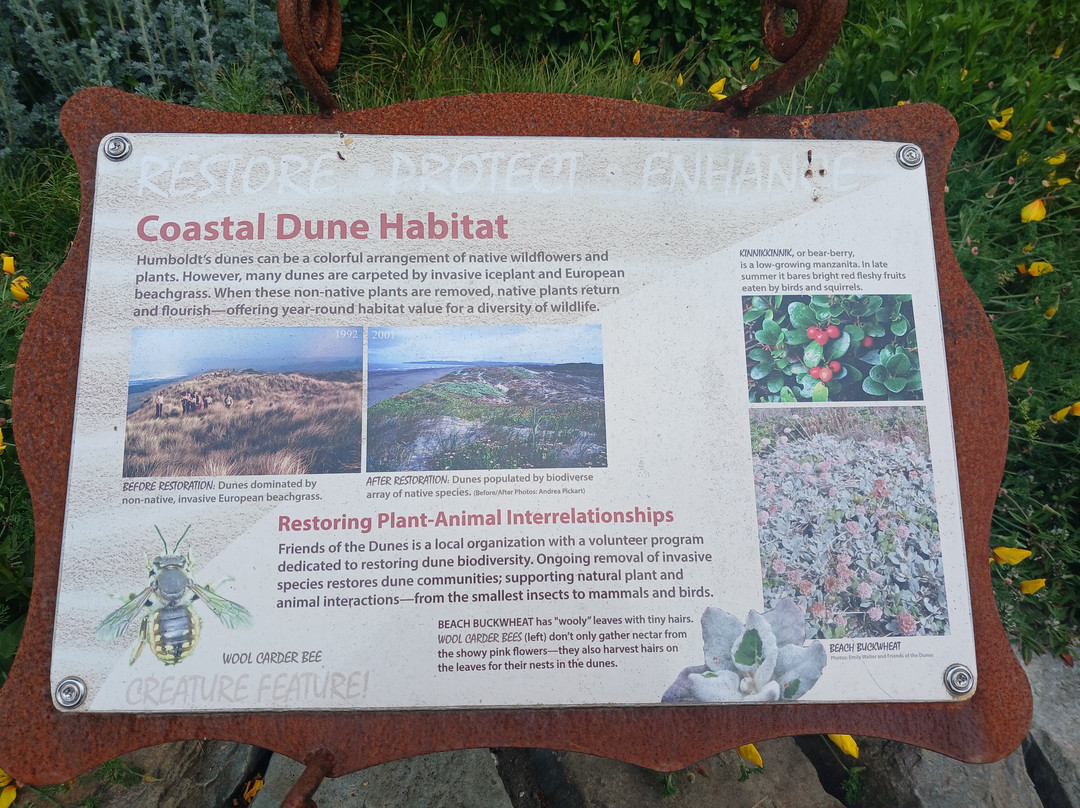 RESTORE PROTECT ENHANCE
Coastal Dune Habitat
Humboldt's dunes can be a colorful arrangement of native wildflowers and
plants. However, many dunes are carpeted by invasive iceplant and European
beachgrass. When these non-native plants are removed, native plants return
and flourish—offering year-round habitat value for a diversity of wildlife.
1992
2001
BEFORE RESTORATION: Dunes dominated by
non-native, invasive European beachgrass.
AFTER RESTORATION: Dunes populated by biodiverse
array of native species. (Before/After Photos: Andrea Pickart)
KINNIKKINNIK, or bear-berry,
is a low-growing manzanita. In late
summer it bares bright red fleshy fruits
eaten by birds and squirrels.
Restoring Plant-Animal Interrelationships
Friends of the Dunes is a local organization with a volunteer program
dedicated to restoring dune biodiversity. Ongoing removal of invasive
species restores dune communities; supporting natural plant and
animal interactions—from the smallest insects to mammals and birds.
BEACH BUCKWHEAT has "wooly" leaves with tiny hairs.
WOOL CARDER BEES (left) don't only gather nectar from
the showy pink flowers—they also harvest hairs on
the leaves for their nests in the dunes.
WOOL CARDER BEE
CREATURE FEATURE!
BEACH BUCKWHEAT
Photos: Emily Walter and Friends of the Dunes